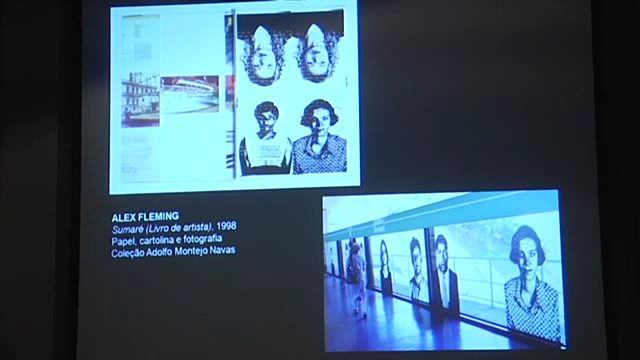 ALEX FLEMING
Sumaré (Livro de artista), 1998
Papel, cartolina e fotografia
Coleção Adolfo Montejo Navas